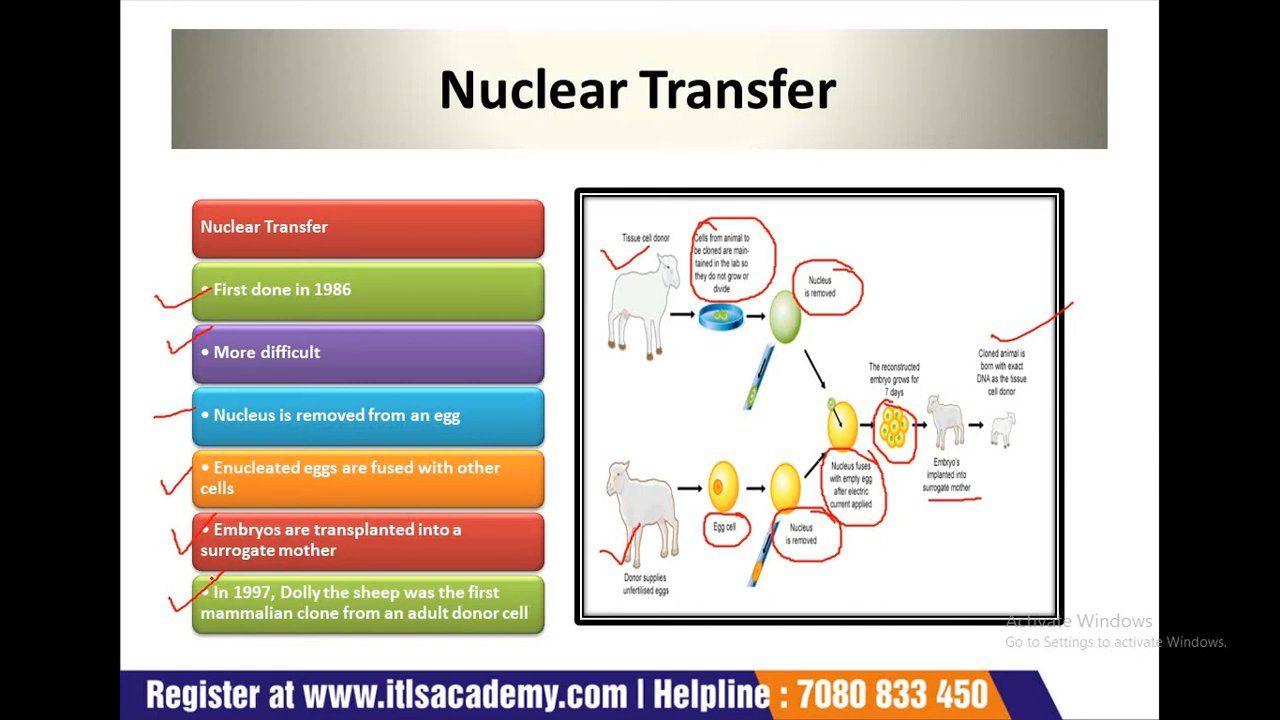 Nuclear Transfer
Nuclear Transfer
• First done in 1986
• More difficult
• Nucleus is removed from an egg
• Enucleated eggs are fused with other
cells
• Embryos are transplanted into a
surrogate mother
• In 1997, Dolly the sheep was the first
mammalian clone from an adult donor cell
Tissue cell donor
Cells from animal to
be cloned are main-
tained in the lab so
they do not grow or
divide
Nucleus
is removed
The reconstructed
embryo grows for
7 days
Cloned animal is
born with exact
DNA as the tissue
cell donor
Nucleus fuses
with empty egg
after electric
current applied
Embryo's
implanted into
surrogate mother
Egg cell
Nucleus
is removed
Donor supplies
unfertilised eggs
Activate Windows
Go to Settings to activate Windows.
Register at www.itlsacademy.com | Helpline : 7080 833 450